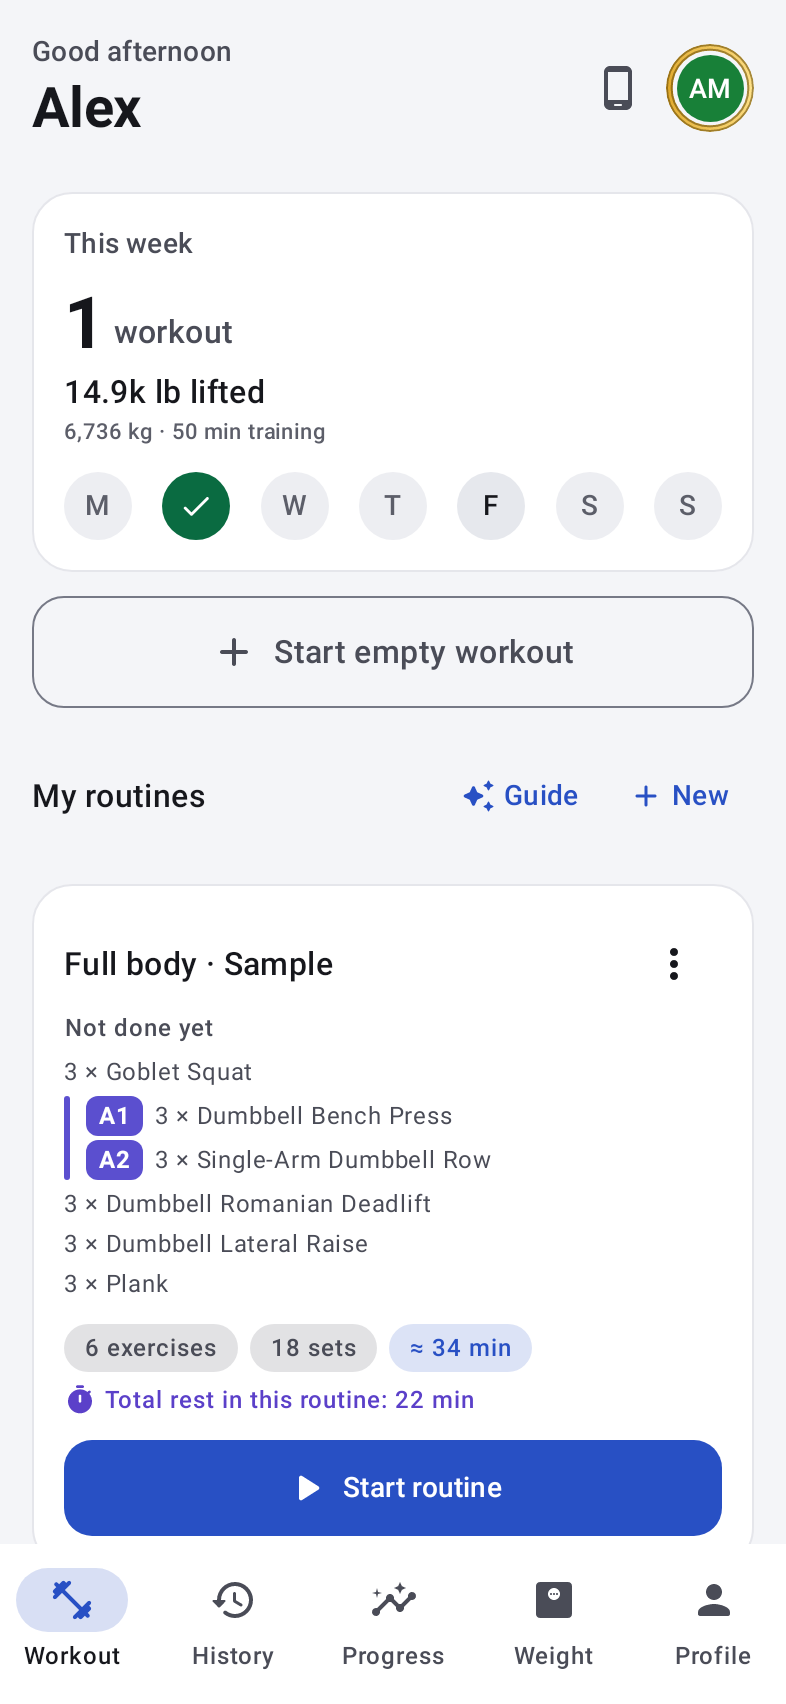 Good afternoon
Alex
AM
This week
1 workout
14.9k lb lifted
6,736 kg · 50 min training
M W T F S S
Start empty workout
My routines
Guide
New
Full body · Sample
Not done yet
3 × Goblet Squat
A1 3 × Dumbbell Bench Press
A2 3 × Single-Arm Dumbbell Row
3 × Dumbbell Romanian Deadlift
3 × Dumbbell Lateral Raise
3 × Plank
6 exercises 18 sets ≈ 34 min
Total rest in this routine: 22 min
Start routine
Workout History Progress Weight Profile